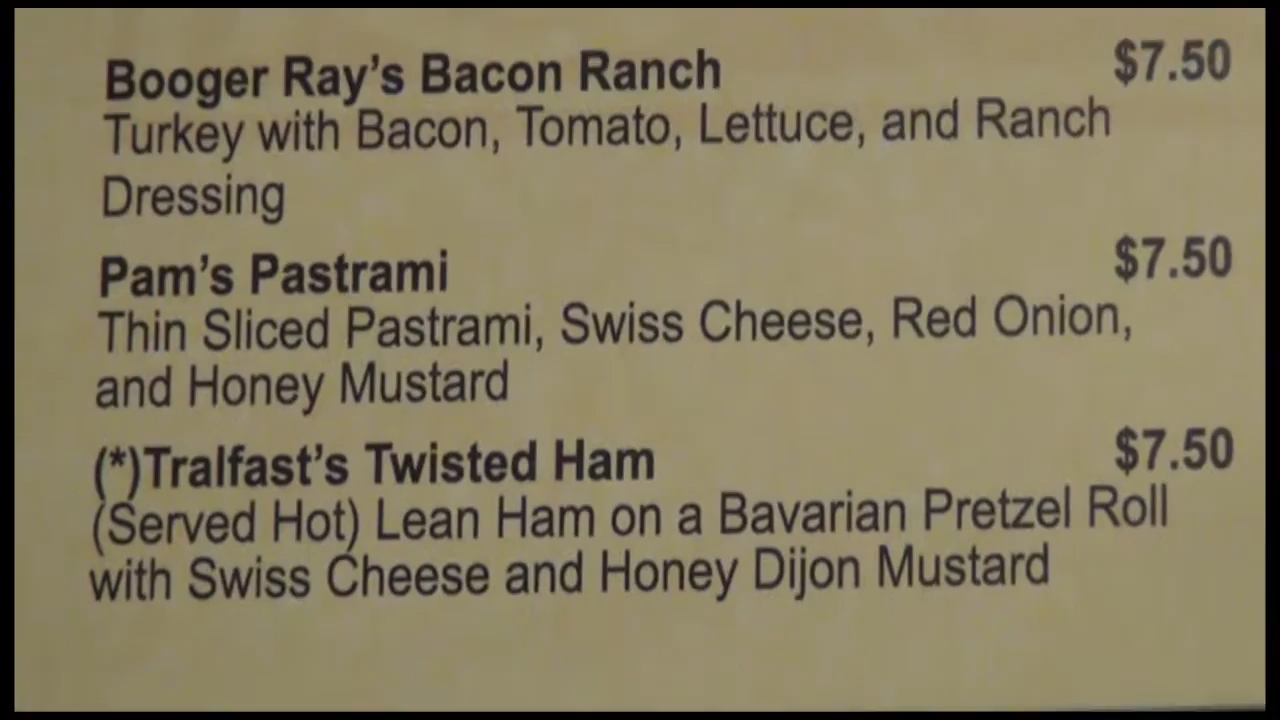 Booger Ray's Bacon Ranch $7.50
Turkey with Bacon, Tomato, Lettuce, and Ranch
Dressing
Pam's Pastrami $7.50
Thin Sliced Pastrami, Swiss Cheese, Red Onion,
and Honey Mustard
(*)Tralfast's Twisted Ham $7.50
(Served Hot) Lean Ham on a Bavarian Pretzel Roll
with Swiss Cheese and Honey Dijon Mustard